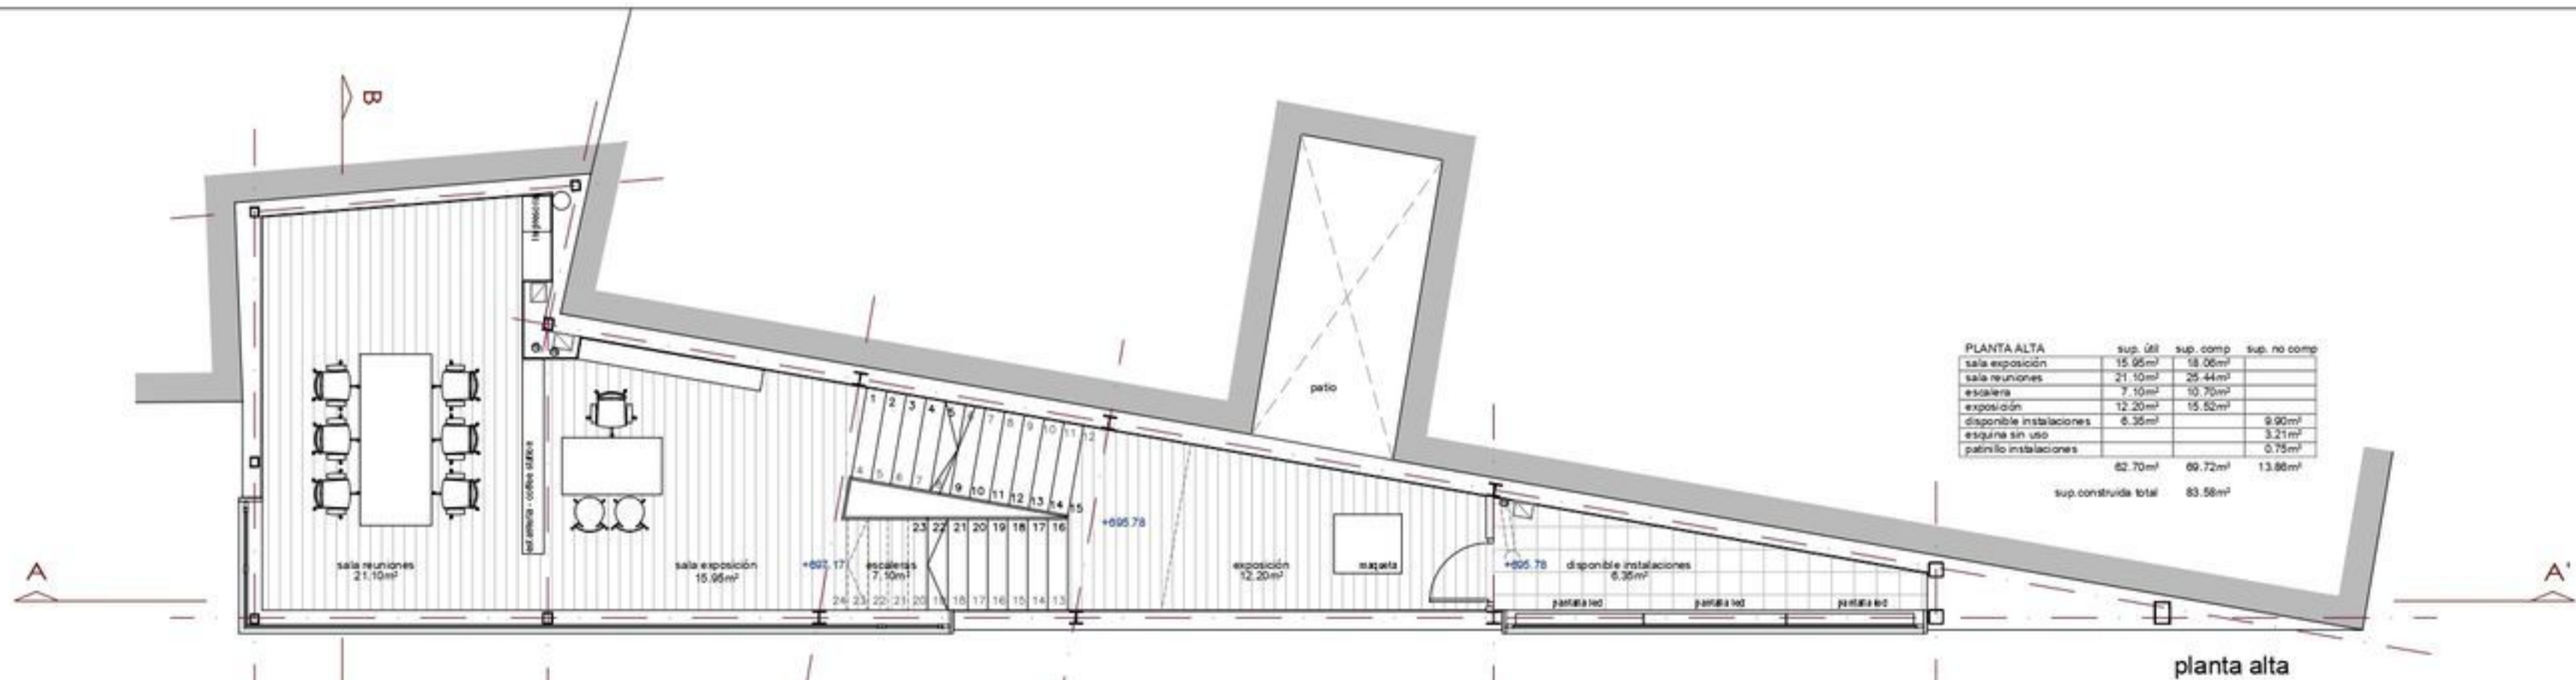 B
impresora
PLANTA ALTA sup. útil sup. comp sup. no comp
sala exposición 15.95m² 18.06m²
sala reuniones 21.10m² 25.44m²
escalera 7.10m² 10.70m²
exposición 12.20m² 15.52m²
disponible instalaciones 6.35m² 9.90m²
esquina sin uso 3.21m²
patinillo instalaciones 0.75m²
62.70m² 69.72m² 13.86m²
sup.construida total 83.58m²
patio
1 2 3 4 5 6 7 8 9 10 11 12
4 5 6 7 8 9 10 11 12 13 14 15
23 22 21 20 19 18 17 16
24 23 22 21 20 19 18 17 16 15 14 13
estantería - coffee station
+695.78
sala reuniones
21.10m²
sala exposición
15.95m²
+697.17
escaleras
7.10m²
exposición
12.20m²
maqueta
+695.78
disponible instalaciones
6.35m²
pantalla led
pantalla led
pantalla led
A
A'
planta alta